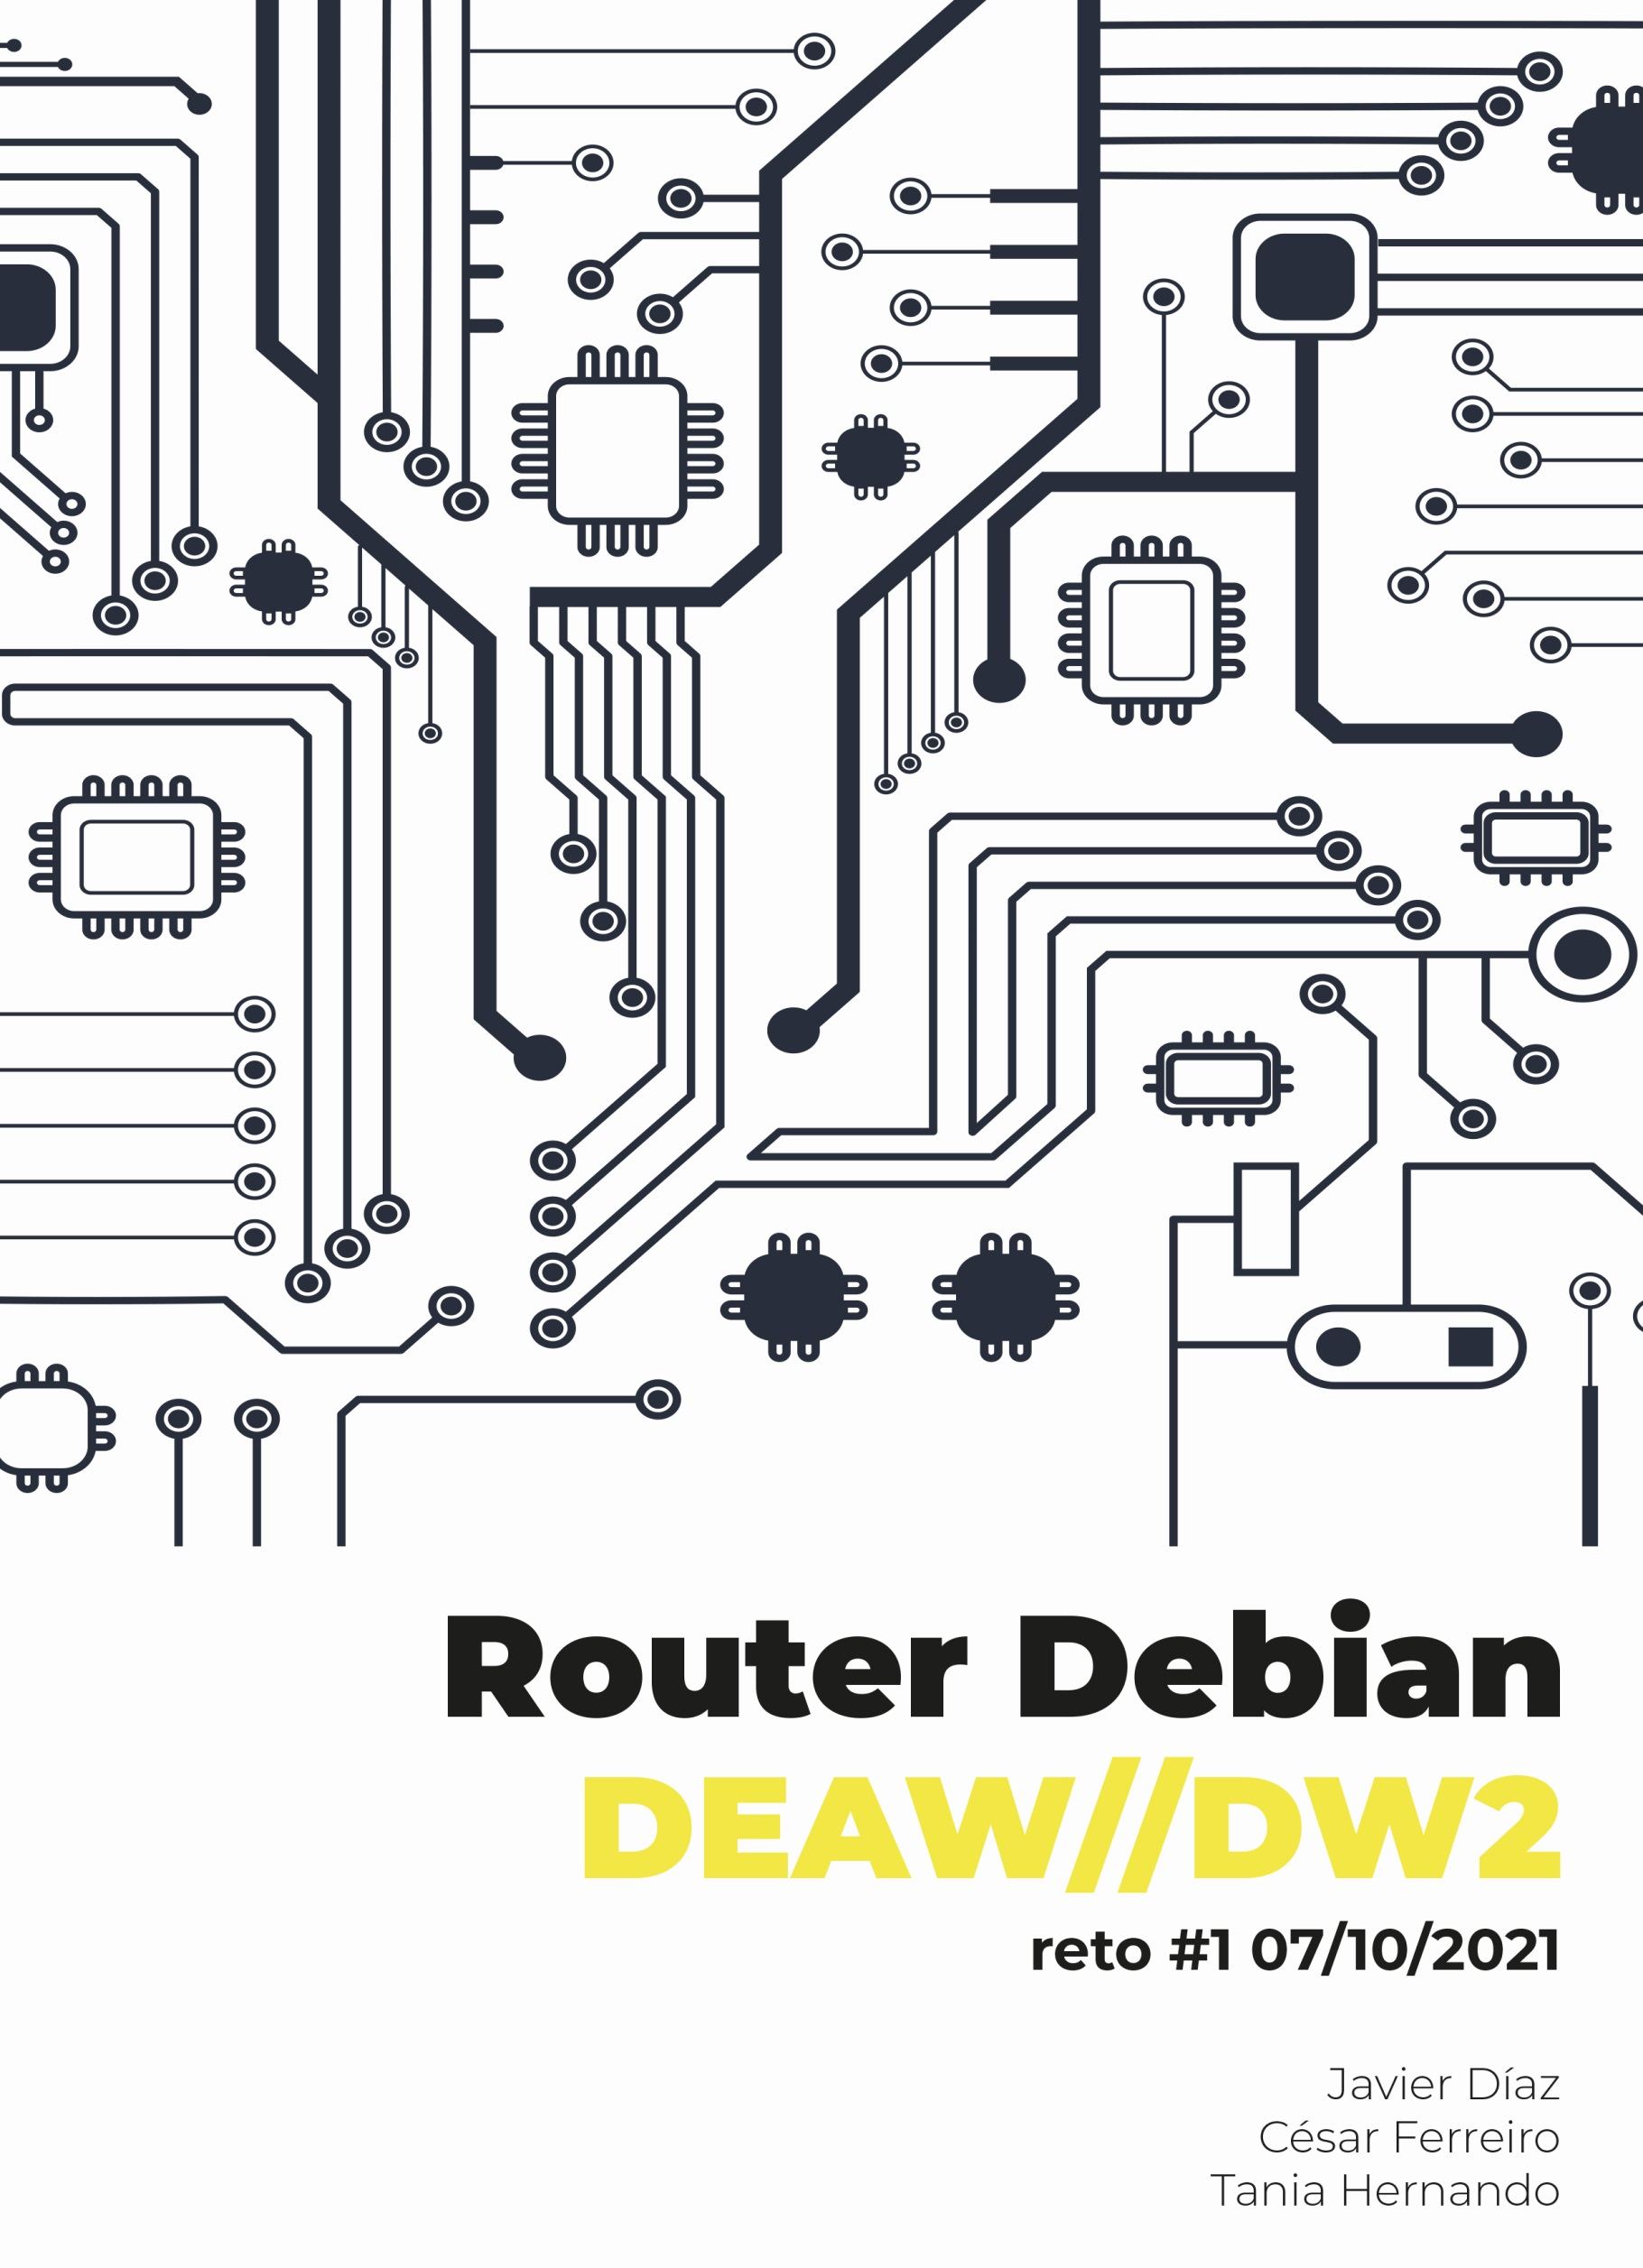 Router Debian
DEAW//DW2
reto #1 07/10/2021
Javier Díaz
César Ferreiro
Tania Hernando